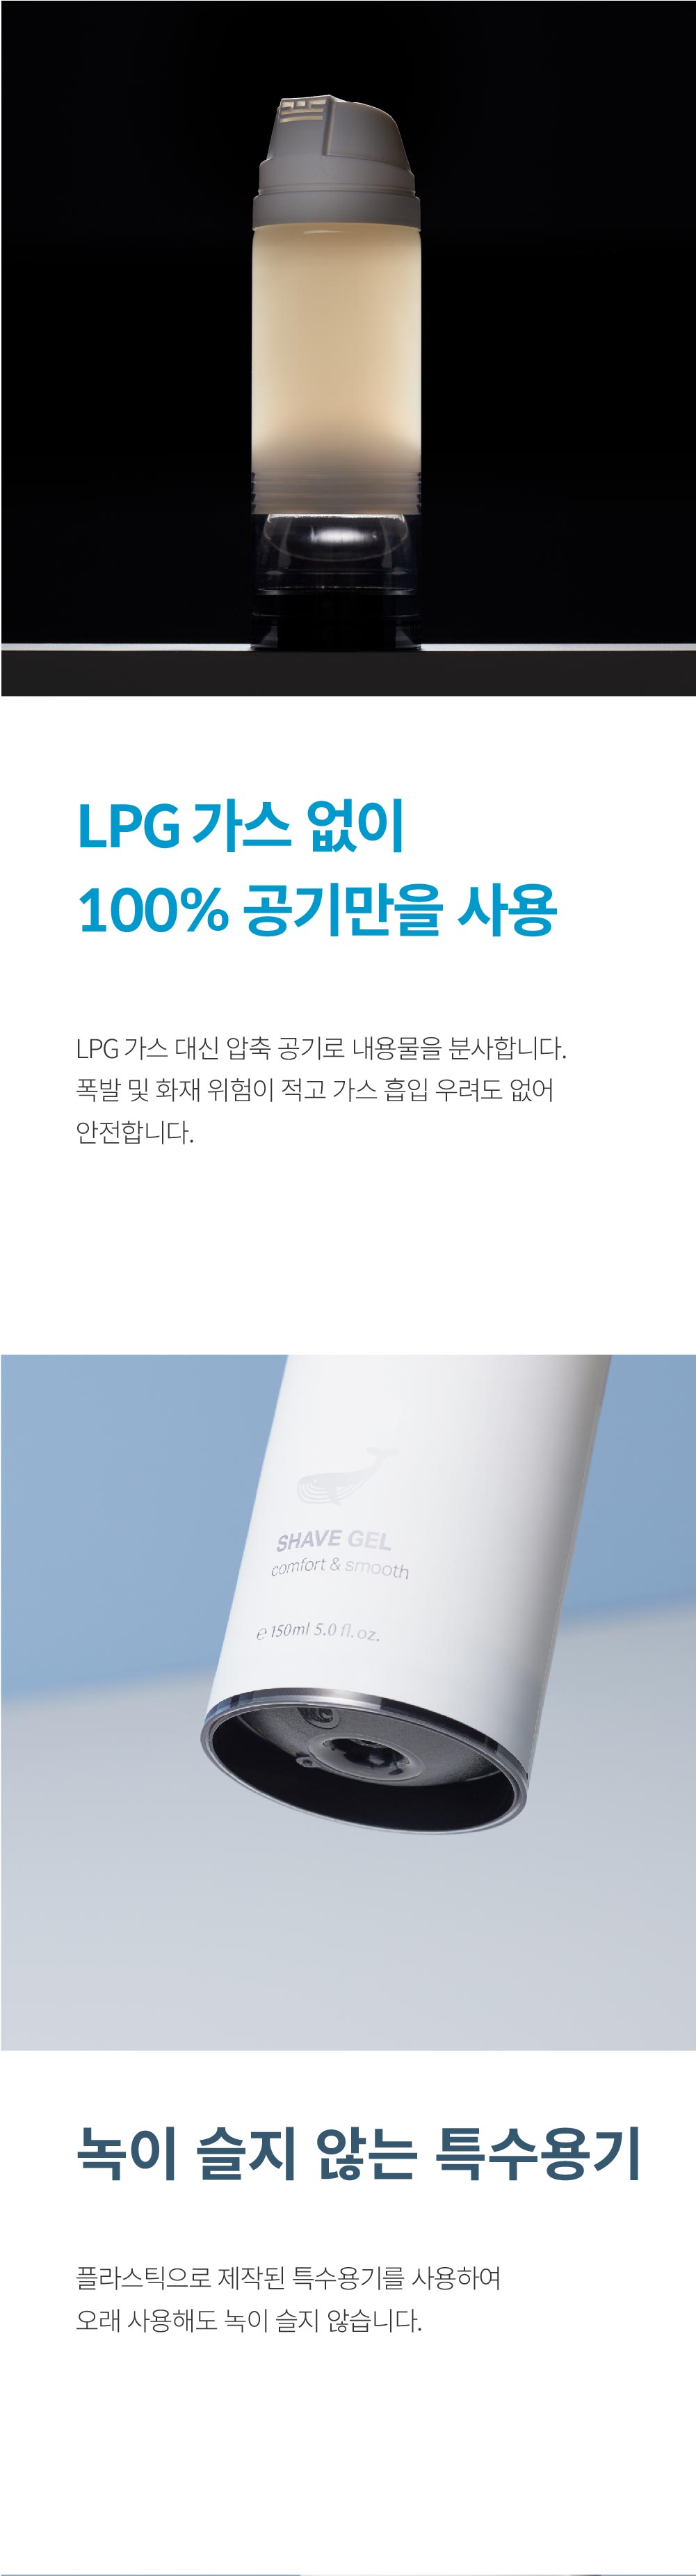 LPG 가스 없이
100% 공기만을 사용
LPG 가스 대신 압축 공기로 내용물을 분사합니다.
폭발 및 화재 위험이 적고 가스 흡입 우려도 없어
안전합니다.
SHAVE GEL
comfort & smooth
℮ 150ml 5.0 fl. oz.
녹이 슬지 않는 특수용기
플라스틱으로 제작된 특수용기를 사용하여
오래 사용해도 녹이 슬지 않습니다.